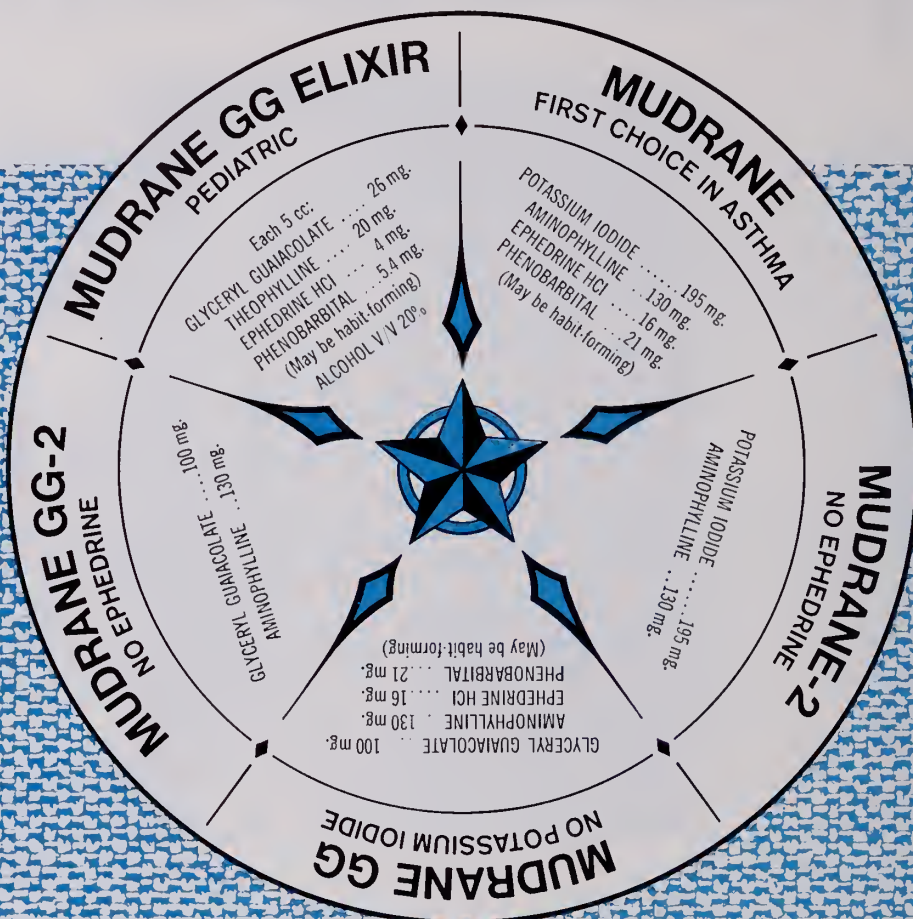 MUDRANE
FIRST CHOICE IN ASTHMA
POTASSIUM IODIDE ...... 195 mg.
AMINOPHYLLINE .. 130 mg.
EPHEDRINE HCl .... 16 mg.
PHENOBARBITAL ... 21 mg.
(May be habit-forming)
MUDRANE-2
NO EPHEDRINE
POTASSIUM IODIDE ...... 195 mg.
AMINOPHYLLINE .. 130 mg.
MUDRANE GG
NO POTASSIUM IODIDE
GLYCERYL GUAIACOLATE .. 100 mg.
AMINOPHYLLINE . 130 mg.
EPHEDRINE HCl .... 16 mg.
PHENOBARBITAL .... 21 mg.
(May be habit-forming)
MUDRANE GG-2
NO EPHEDRINE
GLYCERYL GUAIACOLATE .... 100 mg.
AMINOPHYLLINE .. 130 mg.
MUDRANE GG ELIXIR
PEDIATRIC
Each 5 cc:
GLYCERYL GUAIACOLATE .... 26 mg.
THEOPHYLLINE .... 20 mg.
EPHEDRINE HCl .... 4 mg.
PHENOBARBITAL ... 5.4 mg.
(May be habit-forming)
ALCOHOL V/V 20%